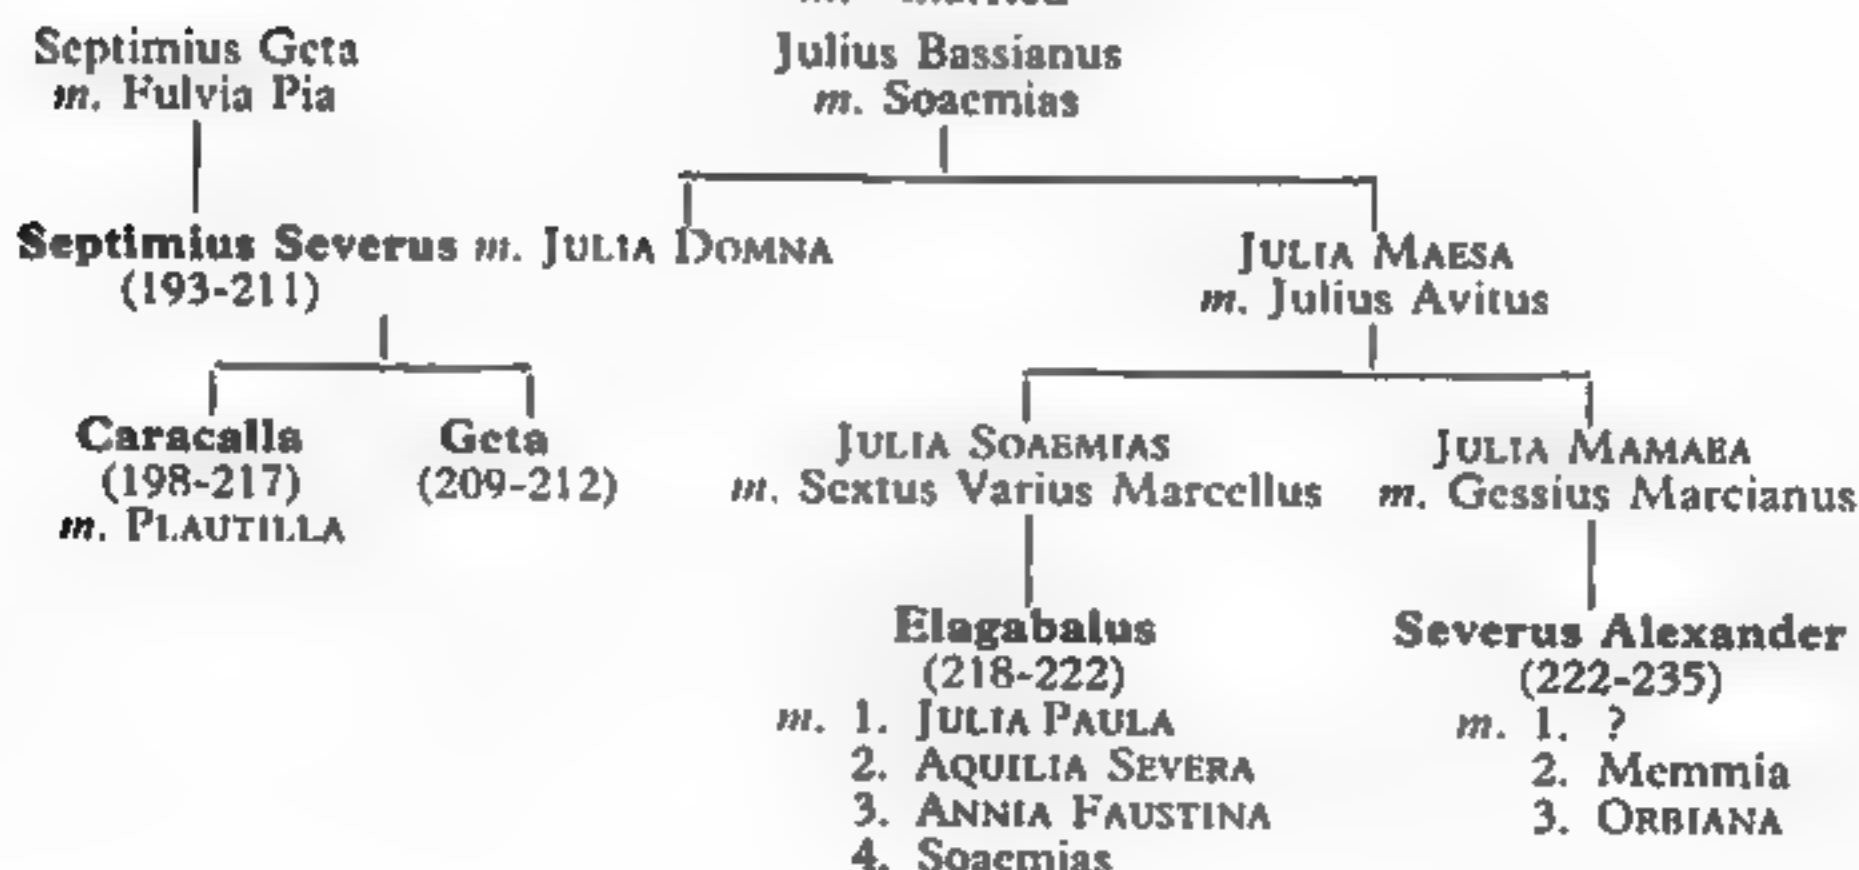 m. married
Septimius Geta
m. Fulvia Pia
Julius Bassianus
m. Soaemias
Septimius Severus m. JULIA DOMNA
(193-211)
JULIA MAESA
m. Julius Avitus
Caracalla
(198-217)
m. PLAUTILLA
Geta
(209-212)
JULIA SOAEMIAS
m. Sextus Varius Marcellus
JULIA MAMAEA
m. Gessius Marcianus
Elagabalus
(218-222)
m. 1. JULIA PAULA
2. AQUILIA SEVERA
3. ANNIA FAUSTINA
4. Soaemias
Severus Alexander
(222-235)
m. 1. ?
2. Memmia
3. ORBIANA